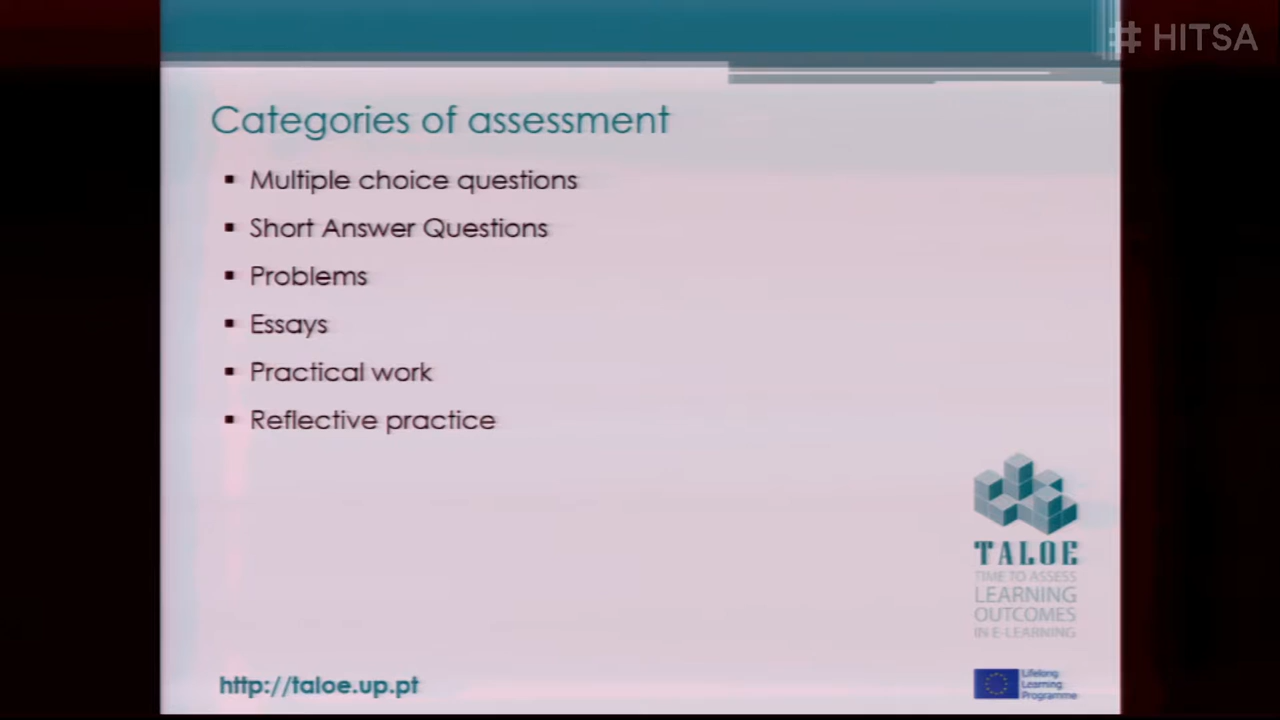 # HITSA
Categories of assessment
▪ Multiple choice questions
▪ Short Answer Questions
▪ Problems
▪ Essays
▪ Practical work
▪ Reflective practice
TALOE
TIME TO ASSESS
LEARNING
OUTCOMES
IN E-LEARNING
http://taloe.up.pt
Lifelong
Learning
Programme